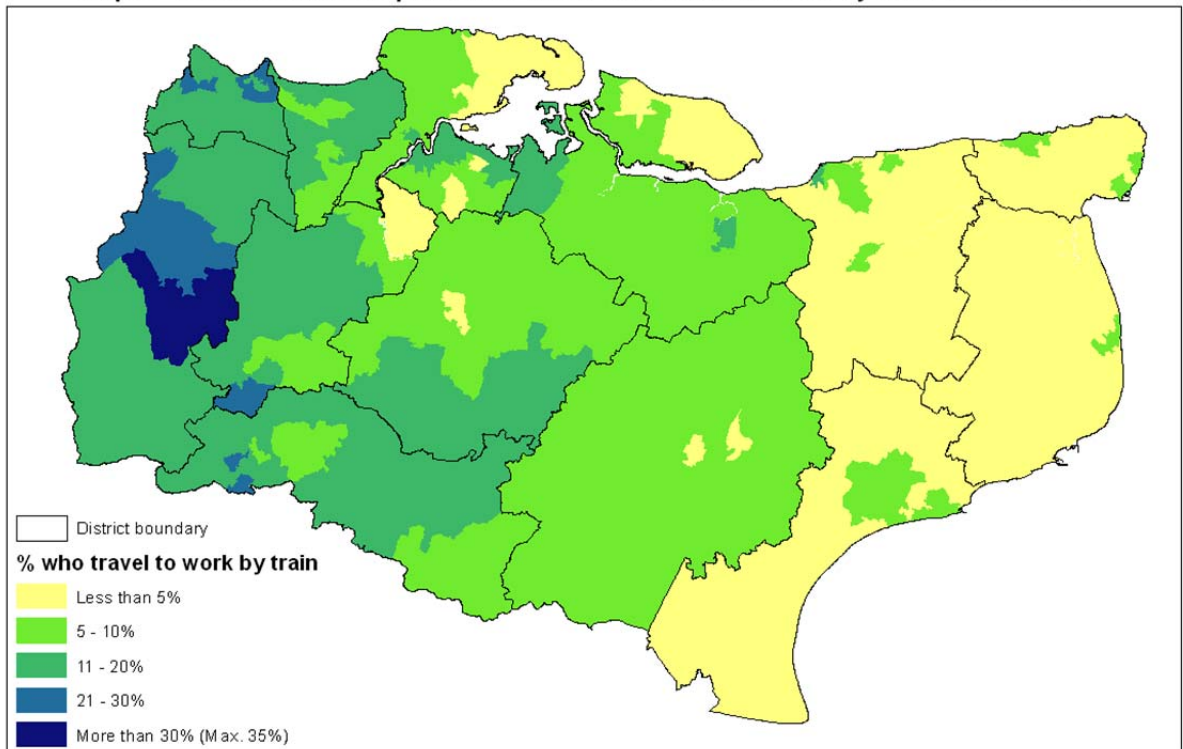 District boundary
% who travel to work by train
Less than 5%
5 - 10%
11 - 20%
21 - 30%
More than 30% (Max. 35%)